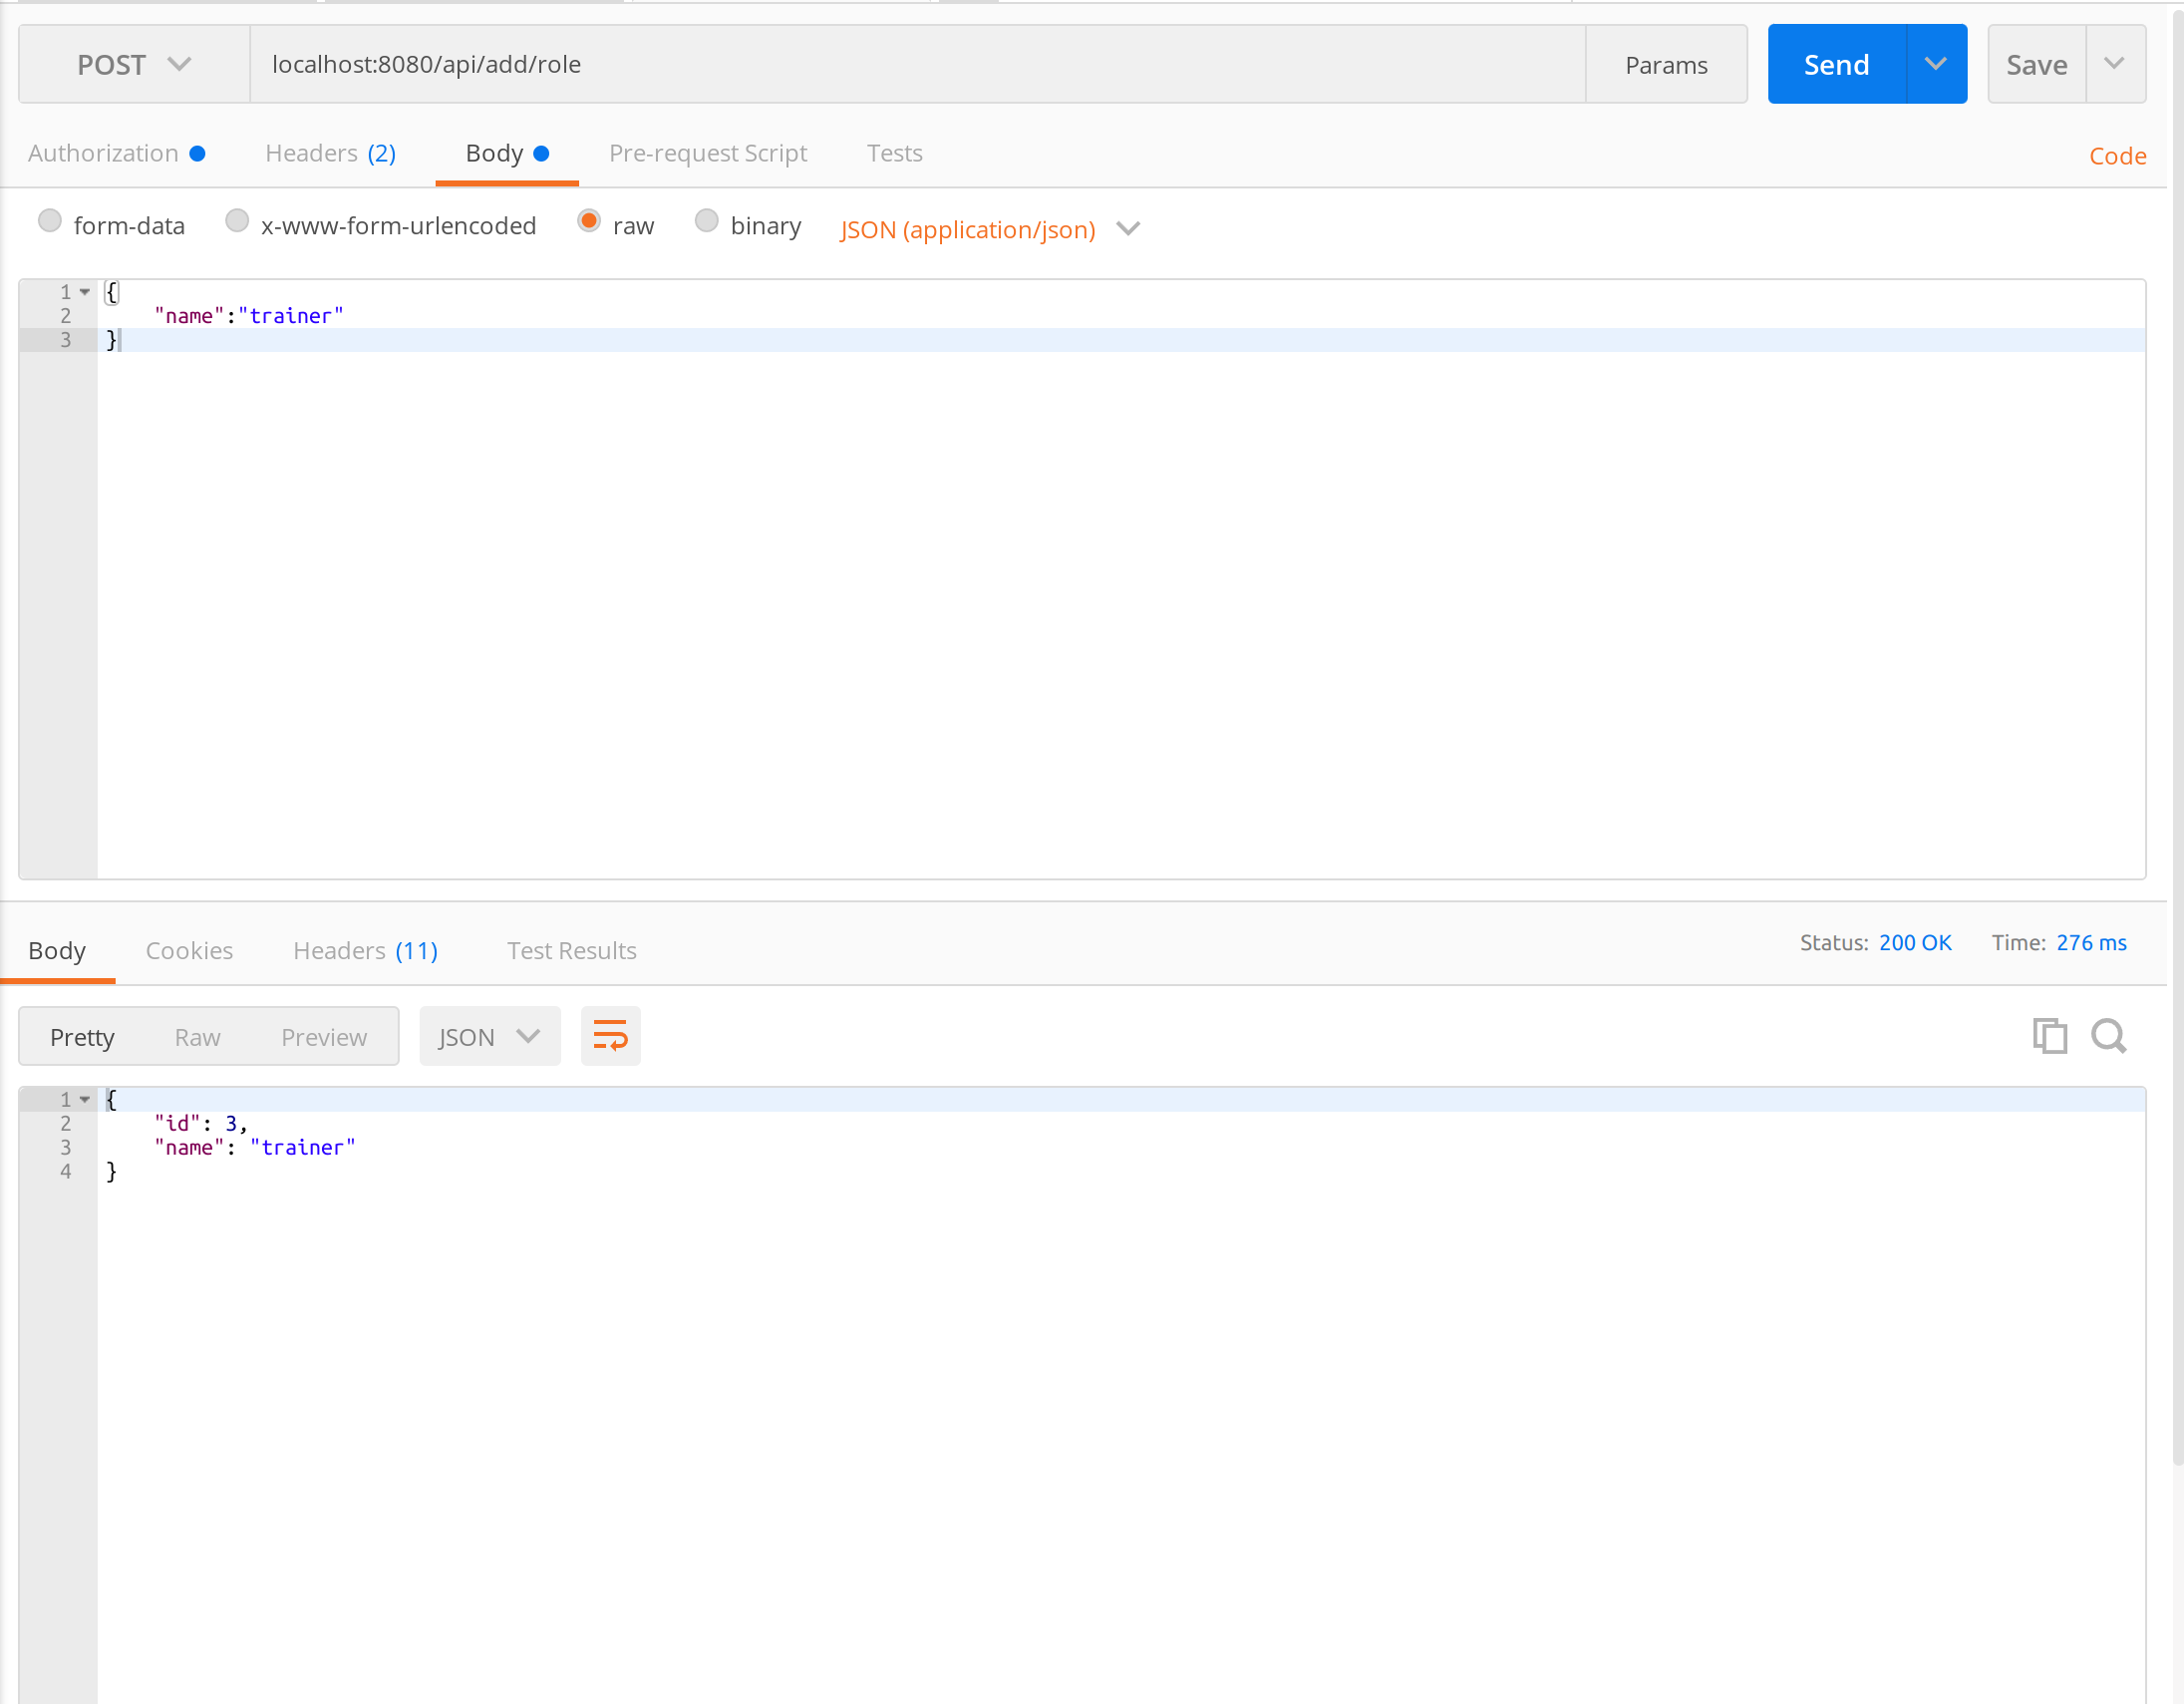 POST localhost:8080/api/add/role Params Send Save
Authorization Headers (2) Body Pre-request Script Tests Code
form-data x-www-form-urlencoded raw binary JSON (application/json)
1 {
2 "name":"trainer"
3 }
Body Cookies Headers (11) Test Results Status: 200 OK Time: 276 ms
Pretty Raw Preview JSON
1 {
2 "id": 3,
3 "name": "trainer"
4 }